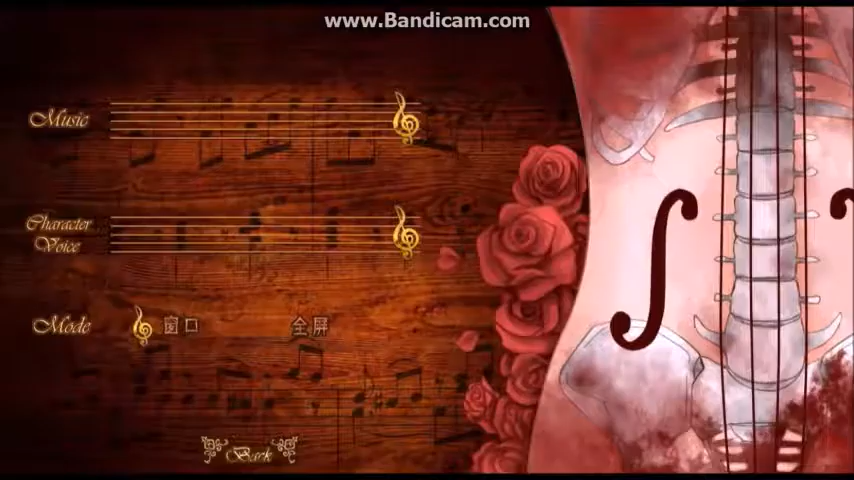 www.Bandicam.com
Music
Character
Voice
Mode 窗口 全屏
Back